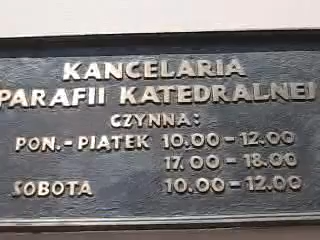 KANCELARIA
PARAFII KATEDRALNEJ
CZYNNA:
PON.-PIĄTEK 10.00-12.00
17.00-18.00
SOBOTA 10.00-12.00